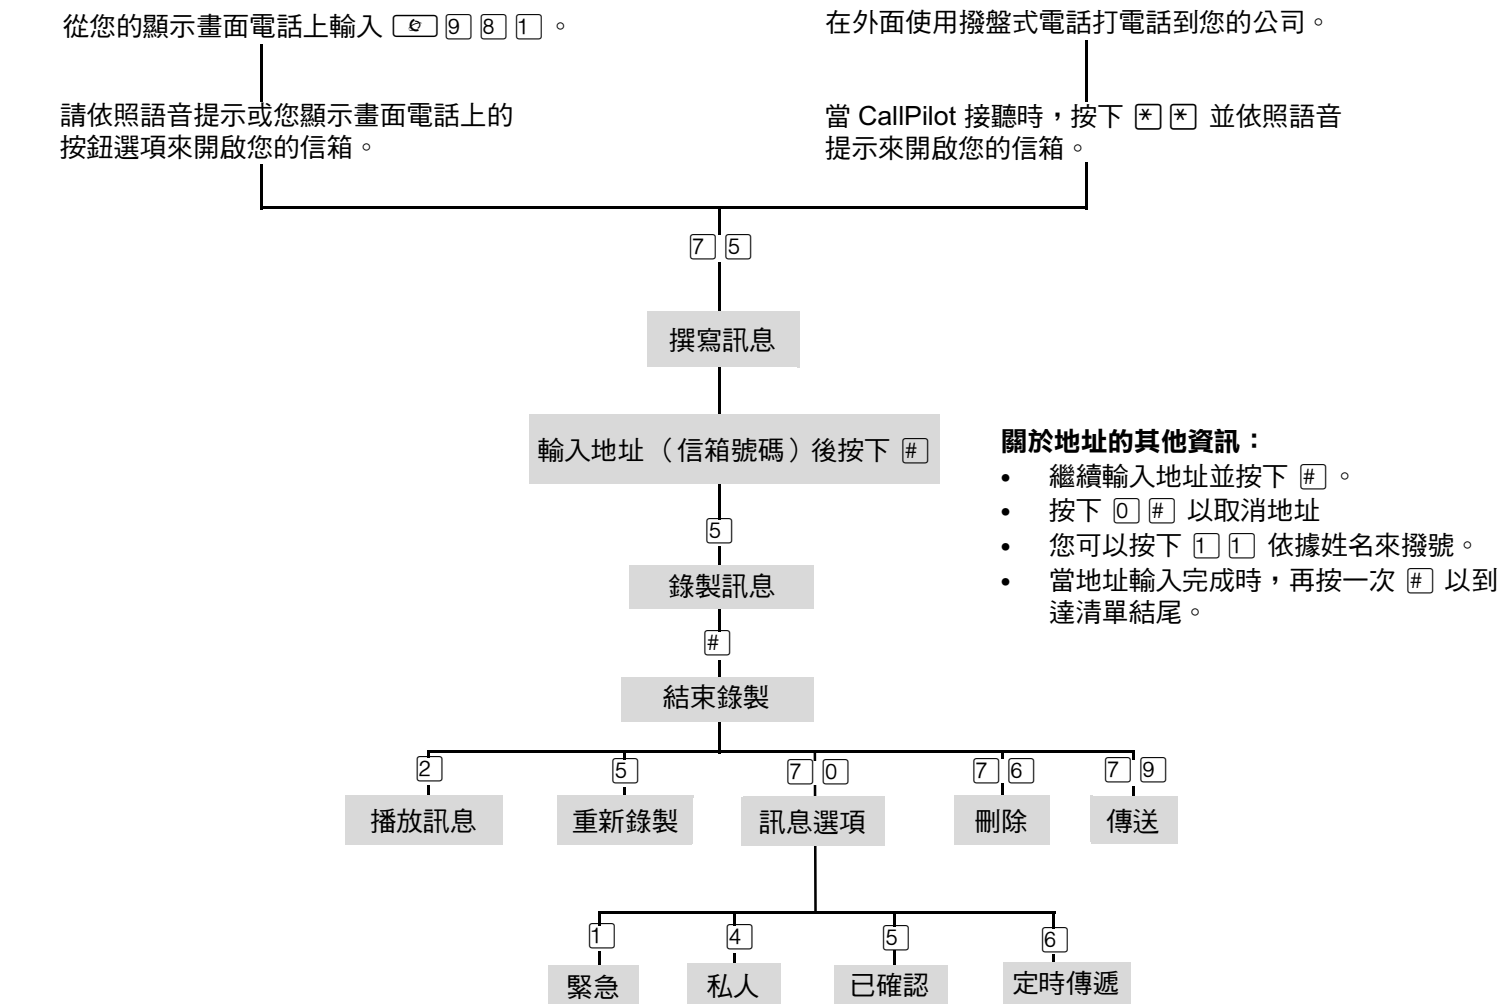 從您的顯示畫面電話上輸入 9 8 1 。
在外面使用撥盤式電話打電話到您的公司。
請依照語音提示或您顯示畫面電話上的
按鈕選項來開啟您的信箱。
當 CallPilot 接聽時，按下 * * 並依照語音
提示來開啟您的信箱。
7 5
撰寫訊息
輸入地址（信箱號碼）後按下 #
5
錄製訊息
#
結束錄製
關於地址的其他資訊：
• 繼續輸入地址並按下 # 。
• 按下 0 # 以取消地址
• 您可以按下 1 1 依據姓名來撥號。
• 當地址輸入完成時，再按一次 # 以到
達清單結尾。
2 5 7 0 7 6 7 9
播放訊息 重新錄製 訊息選項 刪除 傳送
1 4 5 6
緊急 私人 已確認 定時傳遞